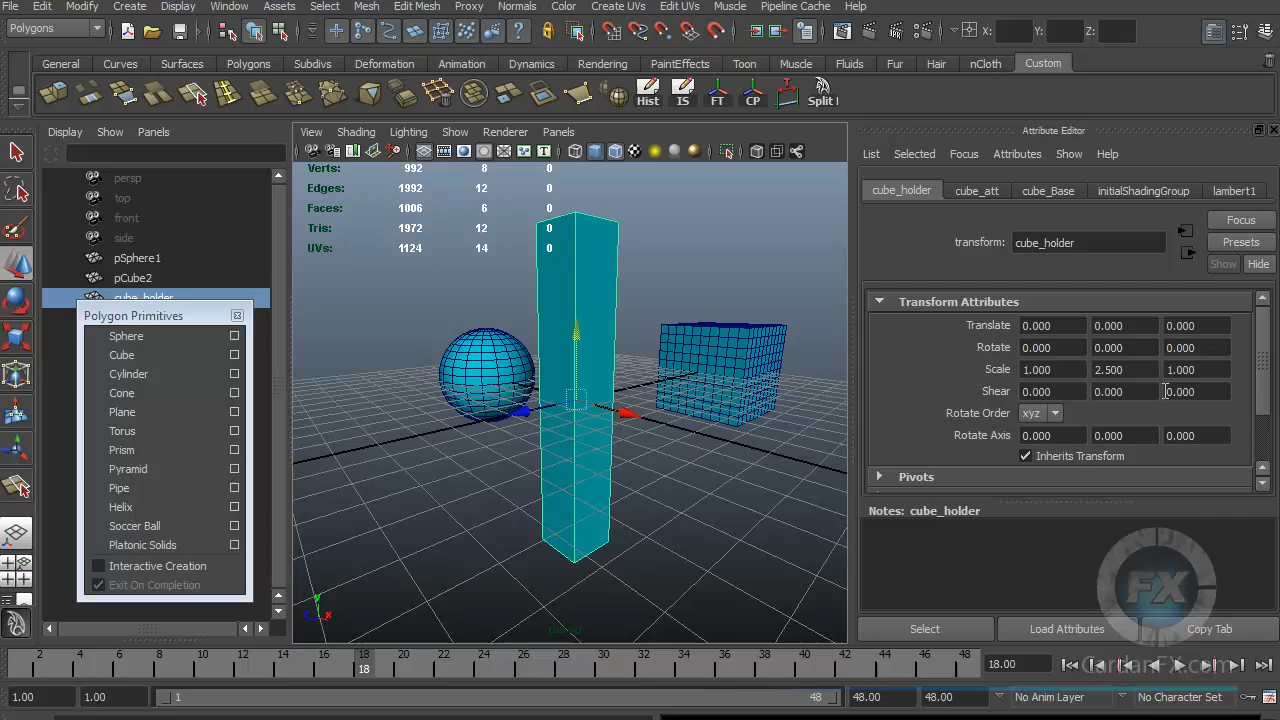 File Edit Modify Create Display Window Assets Select Mesh Edit Mesh Proxy Normals Color Create UVs Edit UVs Muscle Pipeline Cache Help
Polygons X: Y: Z:
General Curves Surfaces Polygons Subdivs Deformation Animation Dynamics Rendering PaintEffects Toon Muscle Fluids Fur Hair nCloth Custom
Hist IS FT CP Split
Display Show Panels
View Shading Lighting Show Renderer Panels
Attribute Editor
List Selected Focus Attributes Show Help
persp
top
front
side
pSphere1
pCube2
cube_holder
Polygon Primitives
Sphere
Cube
Cylinder
Cone
Plane
Torus
Prism
Pyramid
Pipe
Helix
Soccer Ball
Platonic Solids
Interactive Creation
Exit On Completion
Verts: 992 8 0
Edges: 1992 12 0
Faces: 1006 6 0
Tris: 1972 12 0
UVs: 1124 14 0
y
z x
persp
cube_holder cube_att cube_Base initialShadingGroup lambert1
transform: cube_holder
Focus
Presets
Show Hide
Transform Attributes
Translate 0.000 0.000 0.000
Rotate 0.000 0.000 0.000
Scale 1.000 2.500 1.000
Shear 0.000 0.000 0.000
Rotate Order xyz
Rotate Axis 0.000 0.000 0.000
Inherits Transform
Pivots
Notes: cube_holder
FX
Select Load Attributes Copy Tab
CardanFX.com
2 4 6 8 10 12 14 16 18 20 22 24 26 28 30 32 34 36 38 40 42 44 46 48
18
18.00
1.00 1.00 1 48 48.00 48.00 No Anim Layer No Character Set